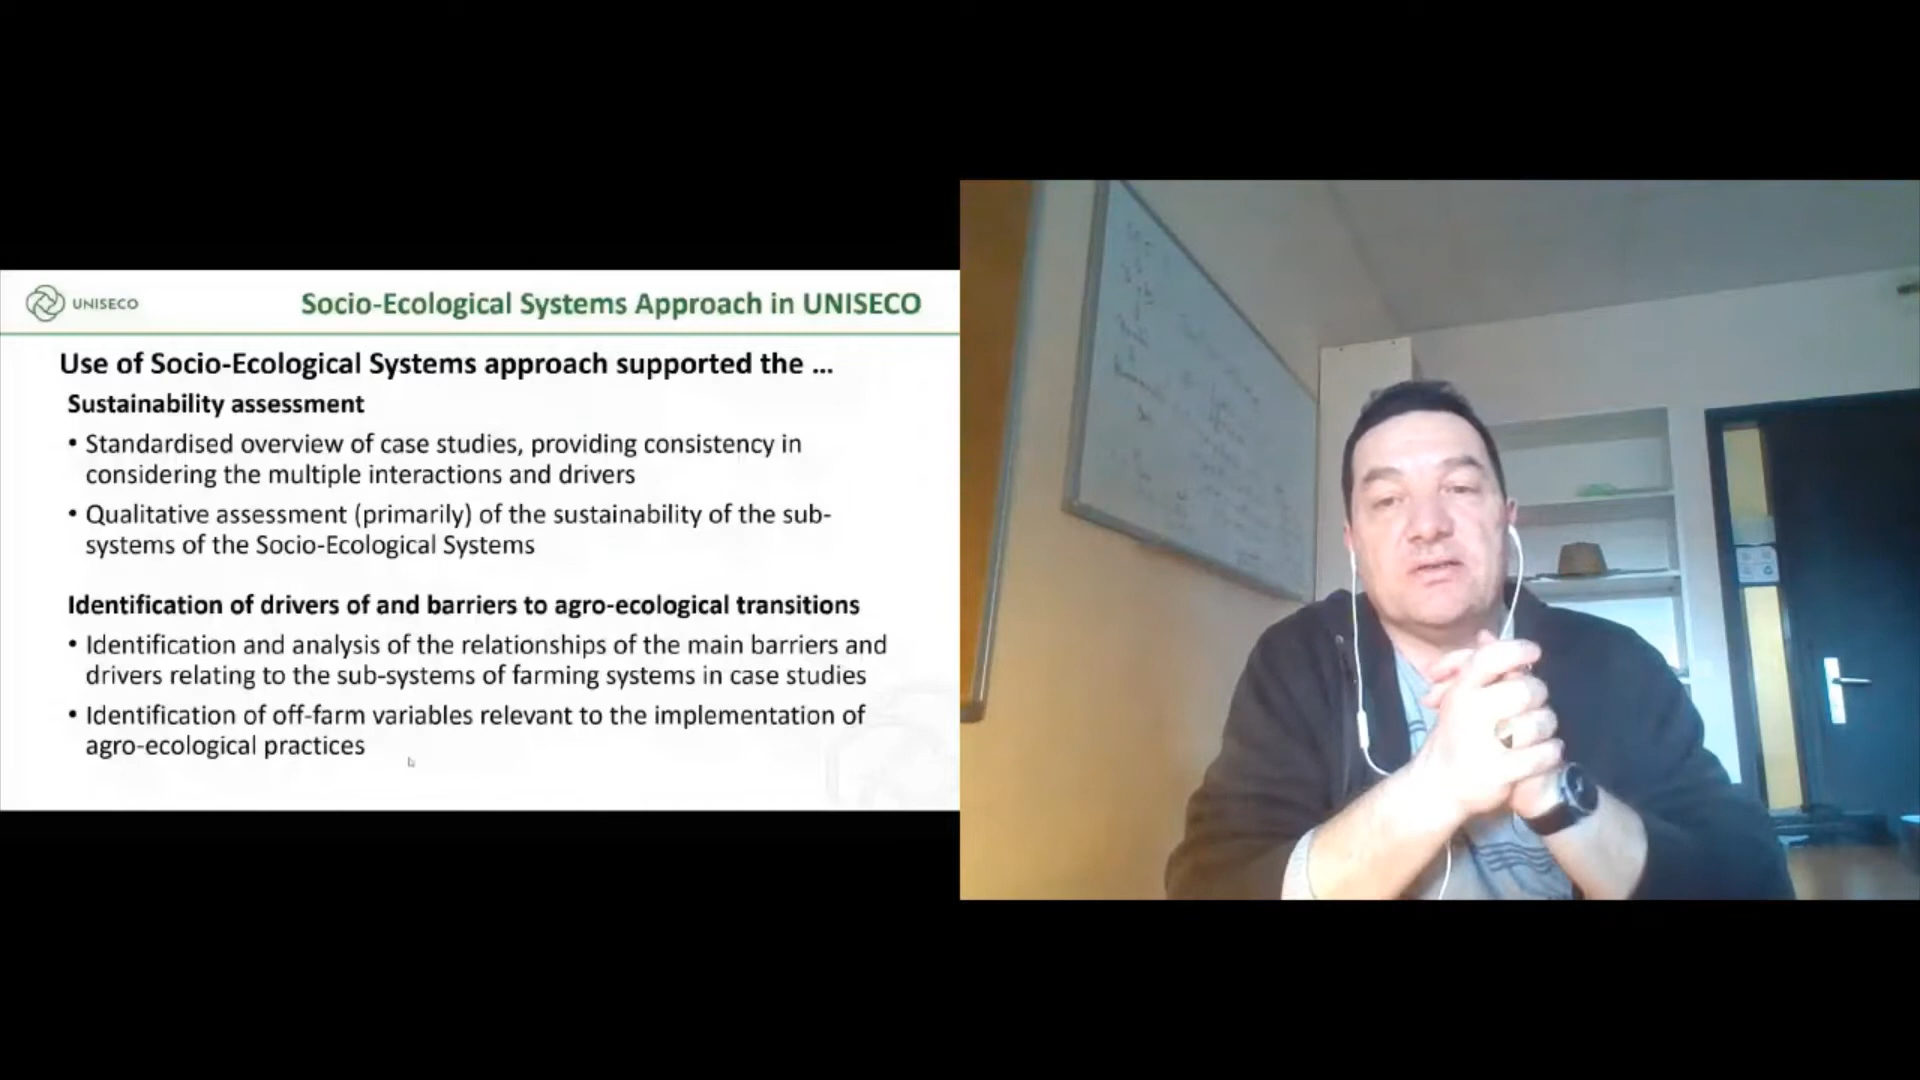 UNISECO
Socio-Ecological Systems Approach in UNISECO
Use of Socio-Ecological Systems approach supported the ...
Sustainability assessment
• Standardised overview of case studies, providing consistency in
considering the multiple interactions and drivers
• Qualitative assessment (primarily) of the sustainability of the sub-
systems of the Socio-Ecological Systems
Identification of drivers of and barriers to agro-ecological transitions
• Identification and analysis of the relationships of the main barriers and
drivers relating to the sub-systems of farming systems in case studies
• Identification of off-farm variables relevant to the implementation of
agro-ecological practices